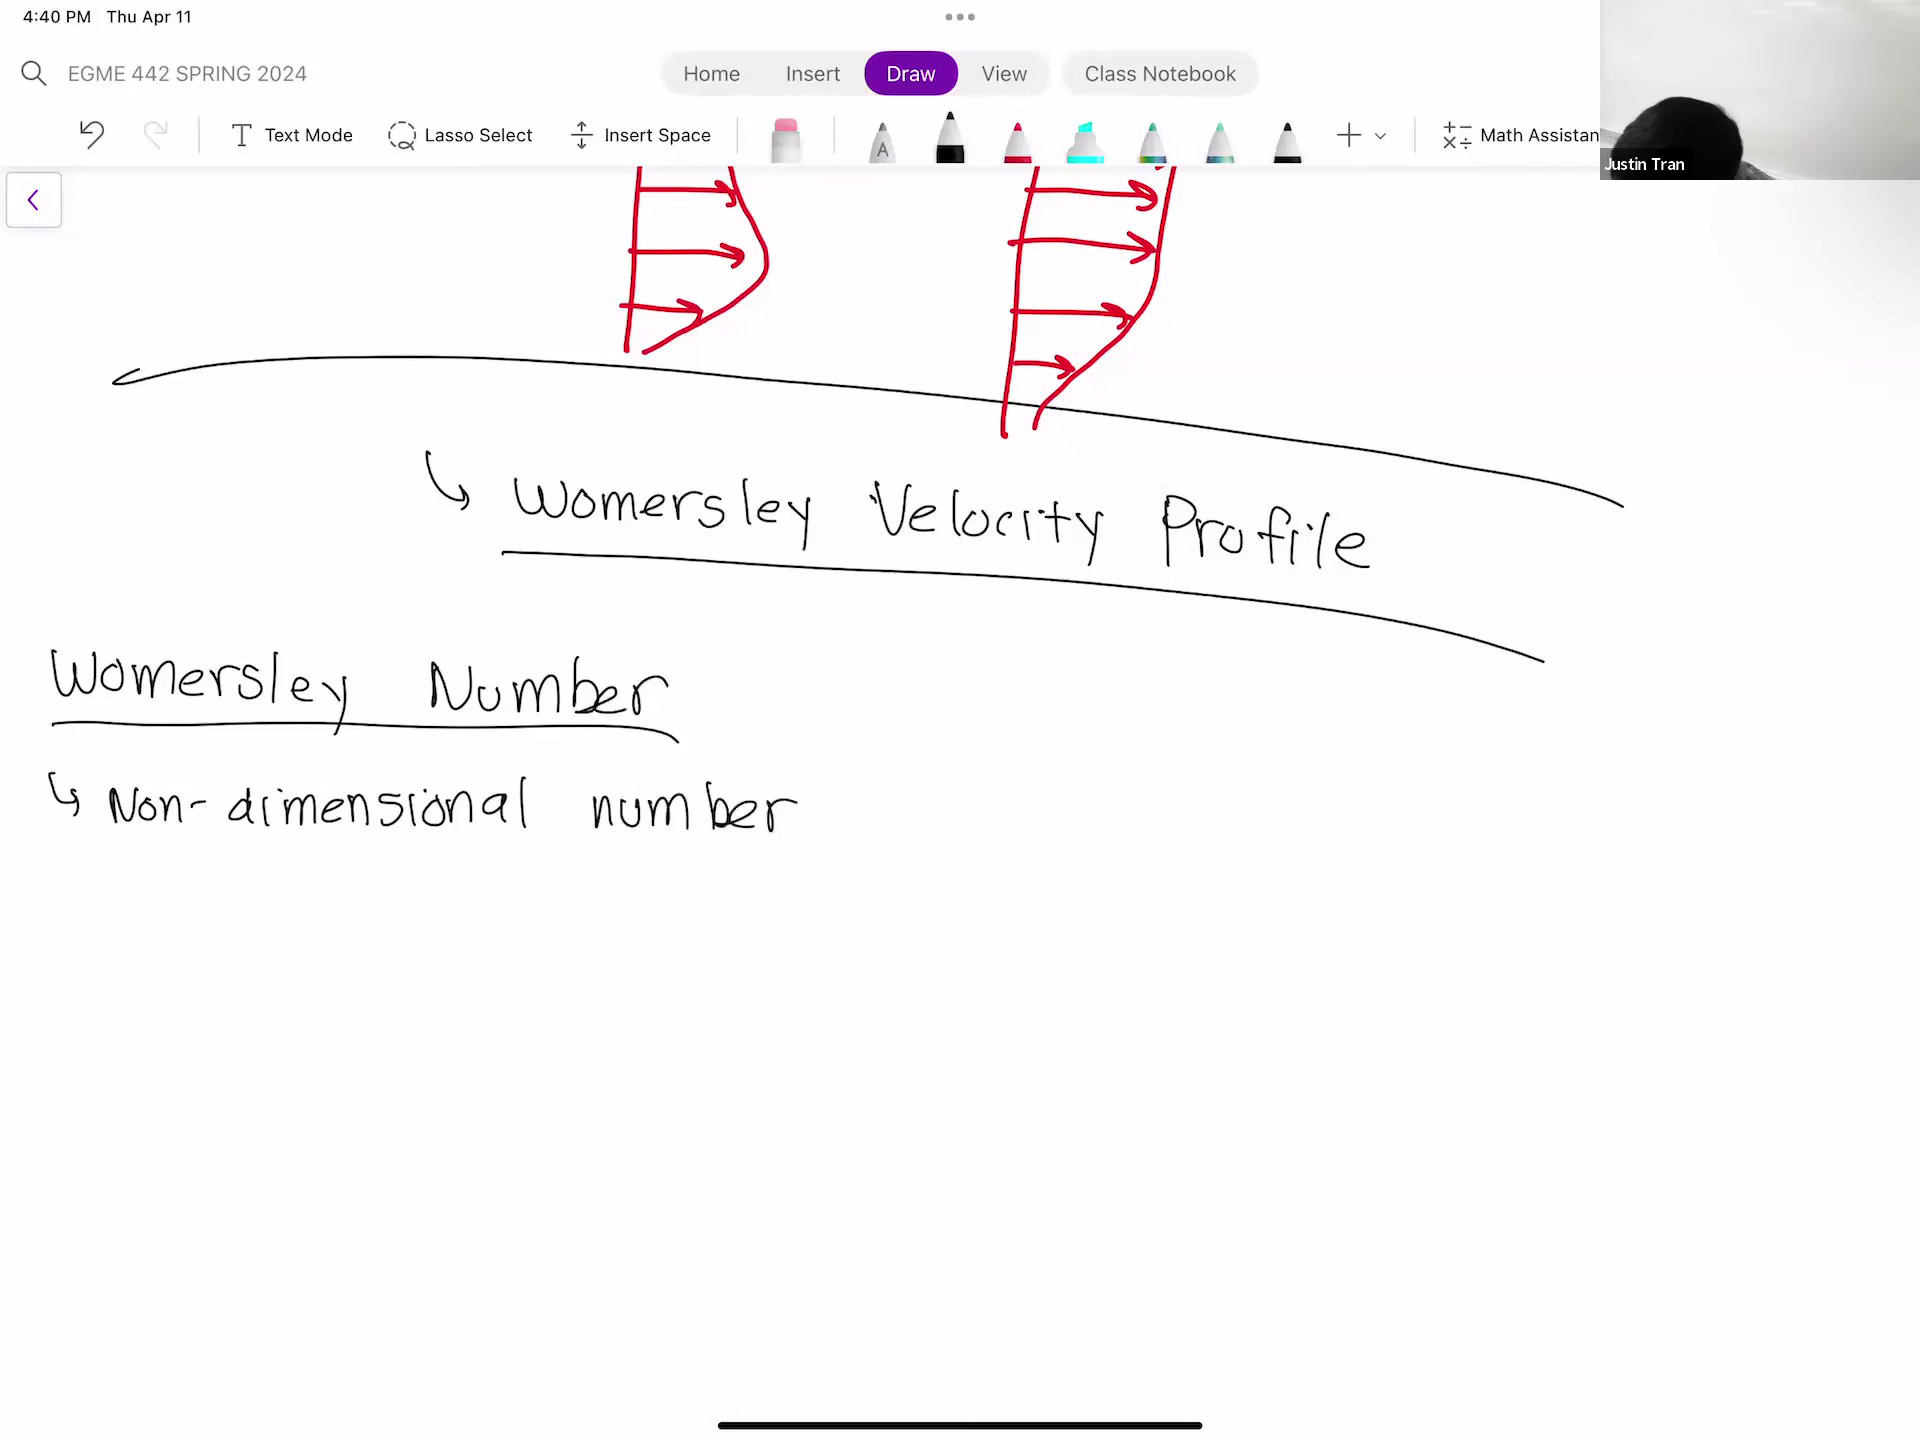 4:40 PM Thu Apr 11
EGME 442 SPRING 2024
Home Insert Draw View Class Notebook
Text Mode Lasso Select Insert Space A Math Assistan
Justin Tran
Womersley Velocity Profile
Womersley Number
Non-dimensional number